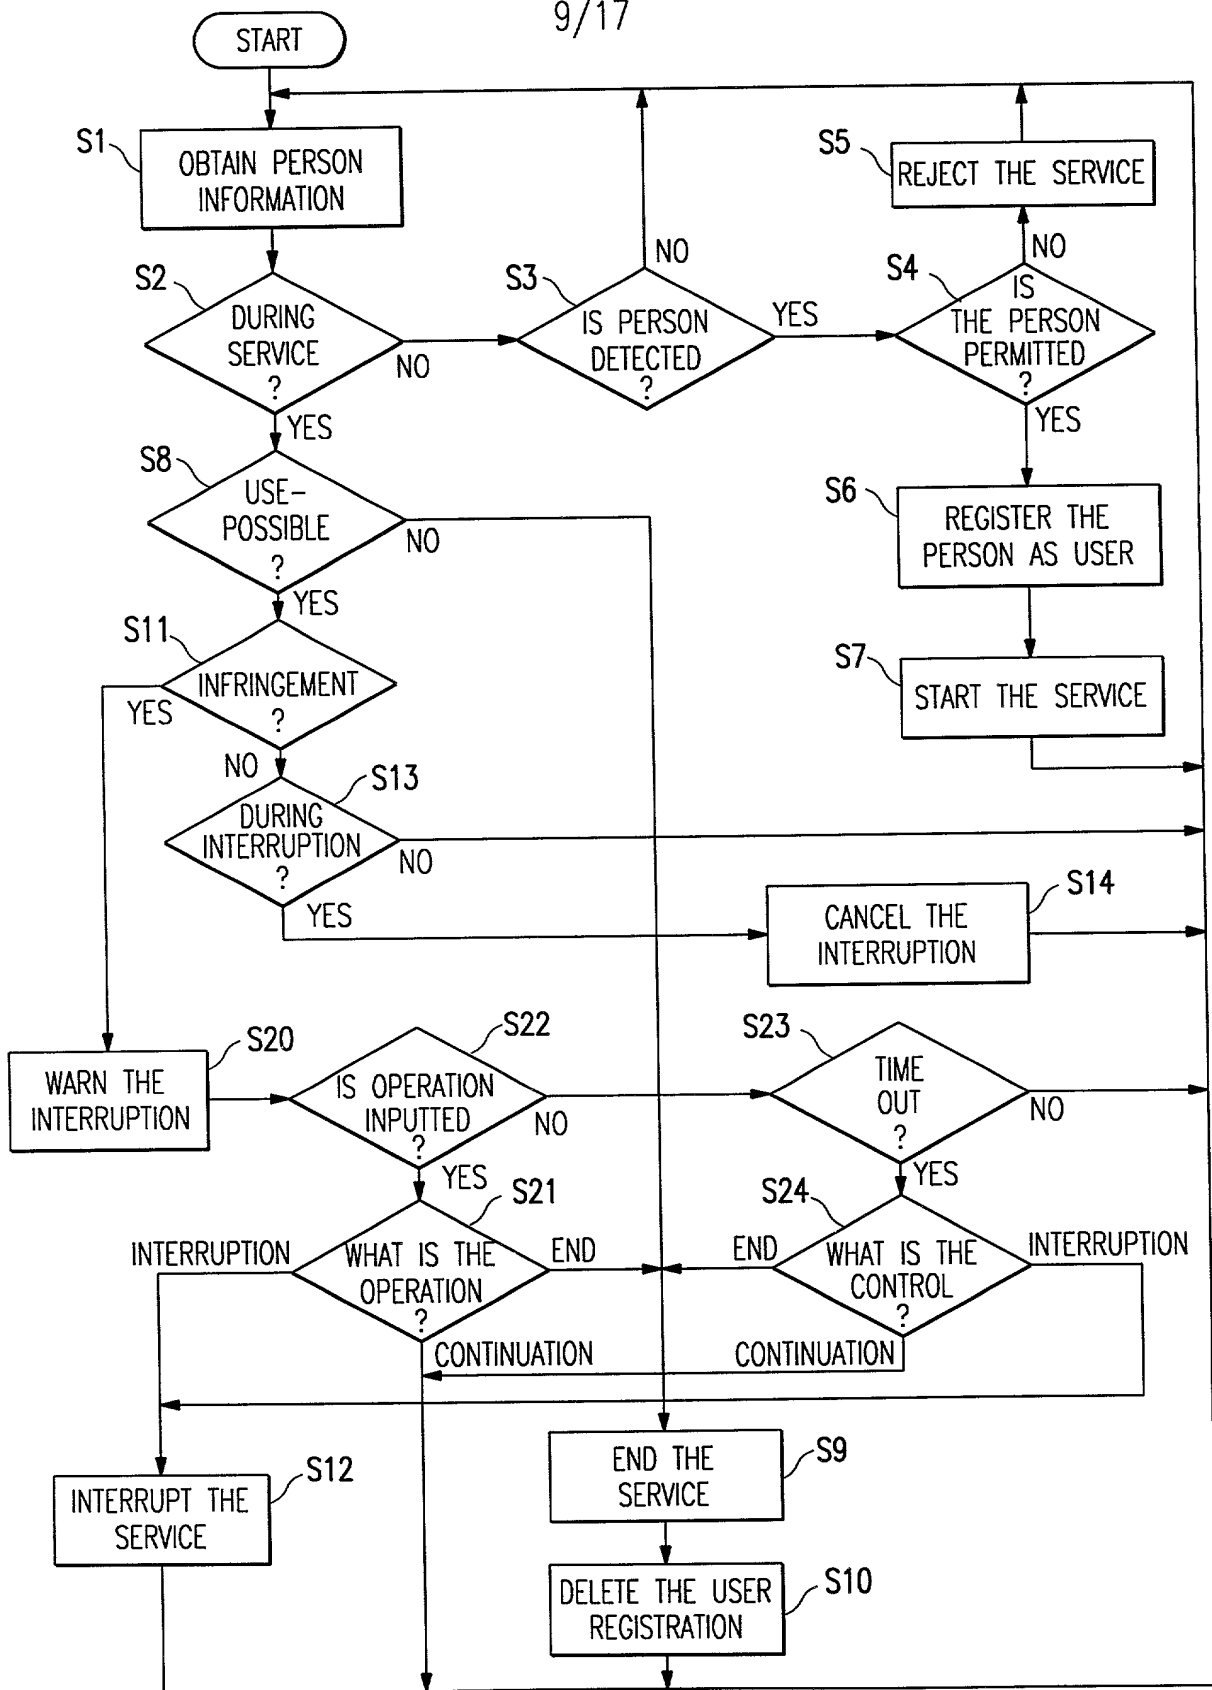 9/17
START
S1
OBTAIN PERSON
INFORMATION
S5
REJECT THE SERVICE
S2
DURING
SERVICE
?
NO
YES
S3
IS PERSON
DETECTED
?
NO
YES
S4
IS
THE PERSON
PERMITTED
?
NO
YES
S8
USE-
POSSIBLE
?
NO
YES
S6
REGISTER THE
PERSON AS USER
S11
INFRINGEMENT
?
YES
NO
S7
START THE SERVICE
S13
DURING
INTERRUPTION
?
NO
YES
S14
CANCEL THE
INTERRUPTION
S20
WARN THE
INTERRUPTION
S22
IS OPERATION
INPUTTED
?
NO
YES
S23
TIME
OUT
?
NO
YES
S21
WHAT IS THE
OPERATION
?
INTERRUPTION
END
CONTINUATION
S24
WHAT IS THE
CONTROL
?
END
INTERRUPTION
CONTINUATION
S12
INTERRUPT THE
SERVICE
S9
END THE
SERVICE
S10
DELETE THE USER
REGISTRATION